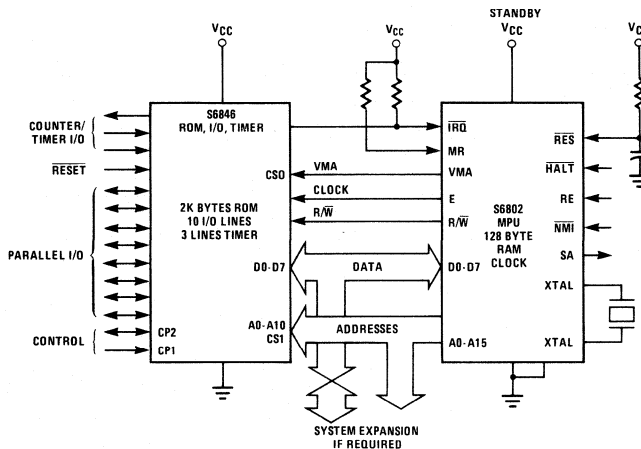 STANDBY
VCC
VCC
VCC
VC
S6846
ROM, I/O, TIMER
COUNTER/
TIMER I/O
RESET
CS0
2K BYTES ROM
10 I/O LINES
3 LINES TIMER
PARALLEL I/O
D0-D7
A0-A10
CS1
CONTROL
CP2
CP1
VMA
CLOCK
R/W
DATA
ADDRESSES
SYSTEM EXPANSION
IF REQUIRED
IRQ
MR
VMA
E
R/W
D0-D7
A0-A15
S6802
MPU
128 BYTE
RAM
CLOCK
RES
HALT
RE
NMI
SA
XTAL
XTAL